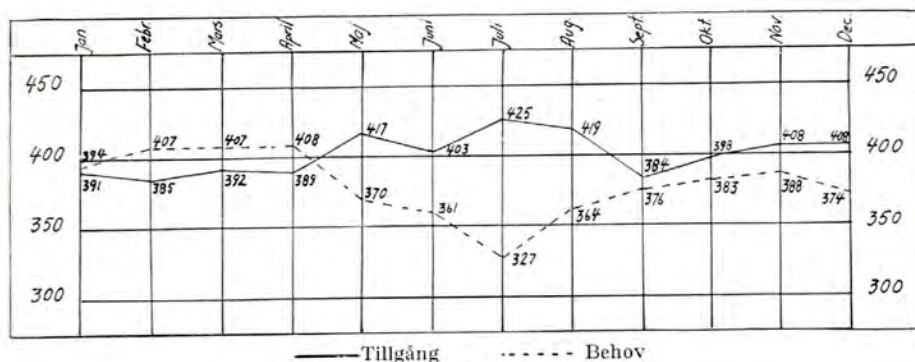 Jan. Febr. Mars April Maj Juni Juli Aug. Sept. Okt. Nov. Dec.
450 450
425
417 419
407 407 408 403 408 408
400 394 398 400
391 385 392 389 384
388
370 376 383 374
361 364
350 350
327
300 300
Tillgång Behov